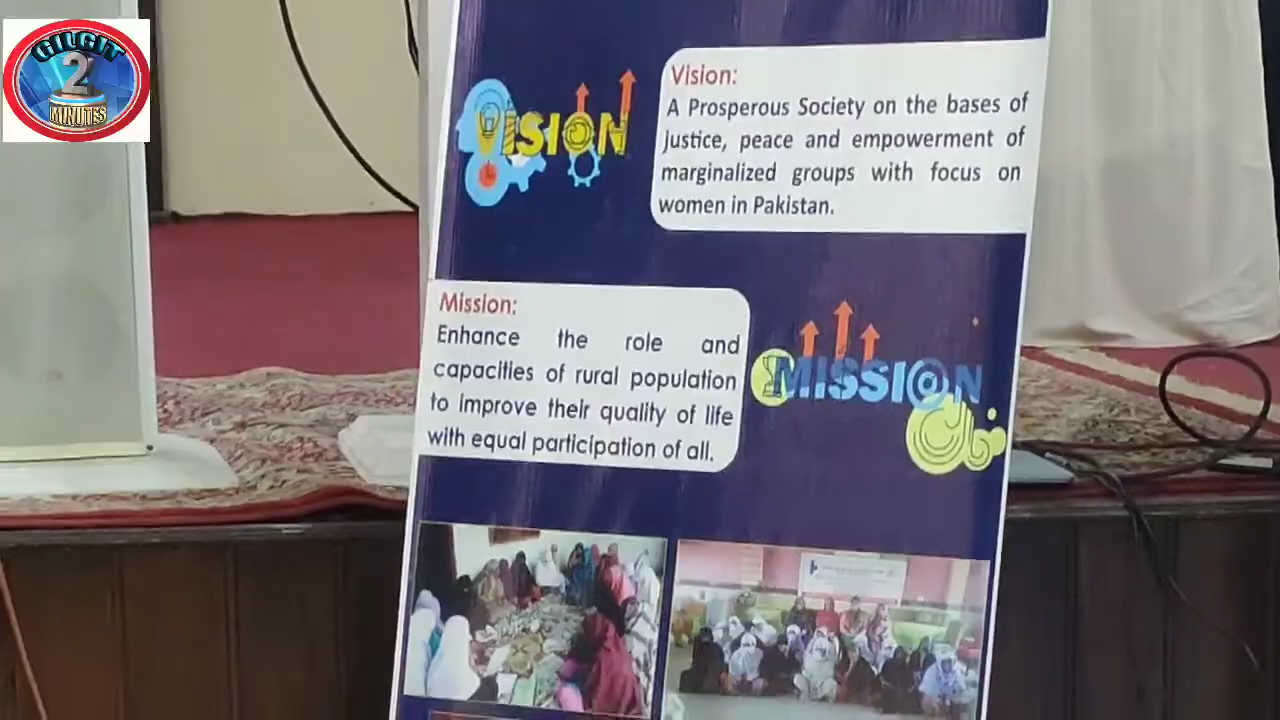 GILGIT
2
MINUTES
VISION
Vision:
A Prosperous Society on the bases of
justice, peace and empowerment of
marginalized groups with focus on
women in Pakistan.
Mission:
Enhance the role and
capacities of rural population
to improve their quality of life
with equal participation of all.
MISSI@N